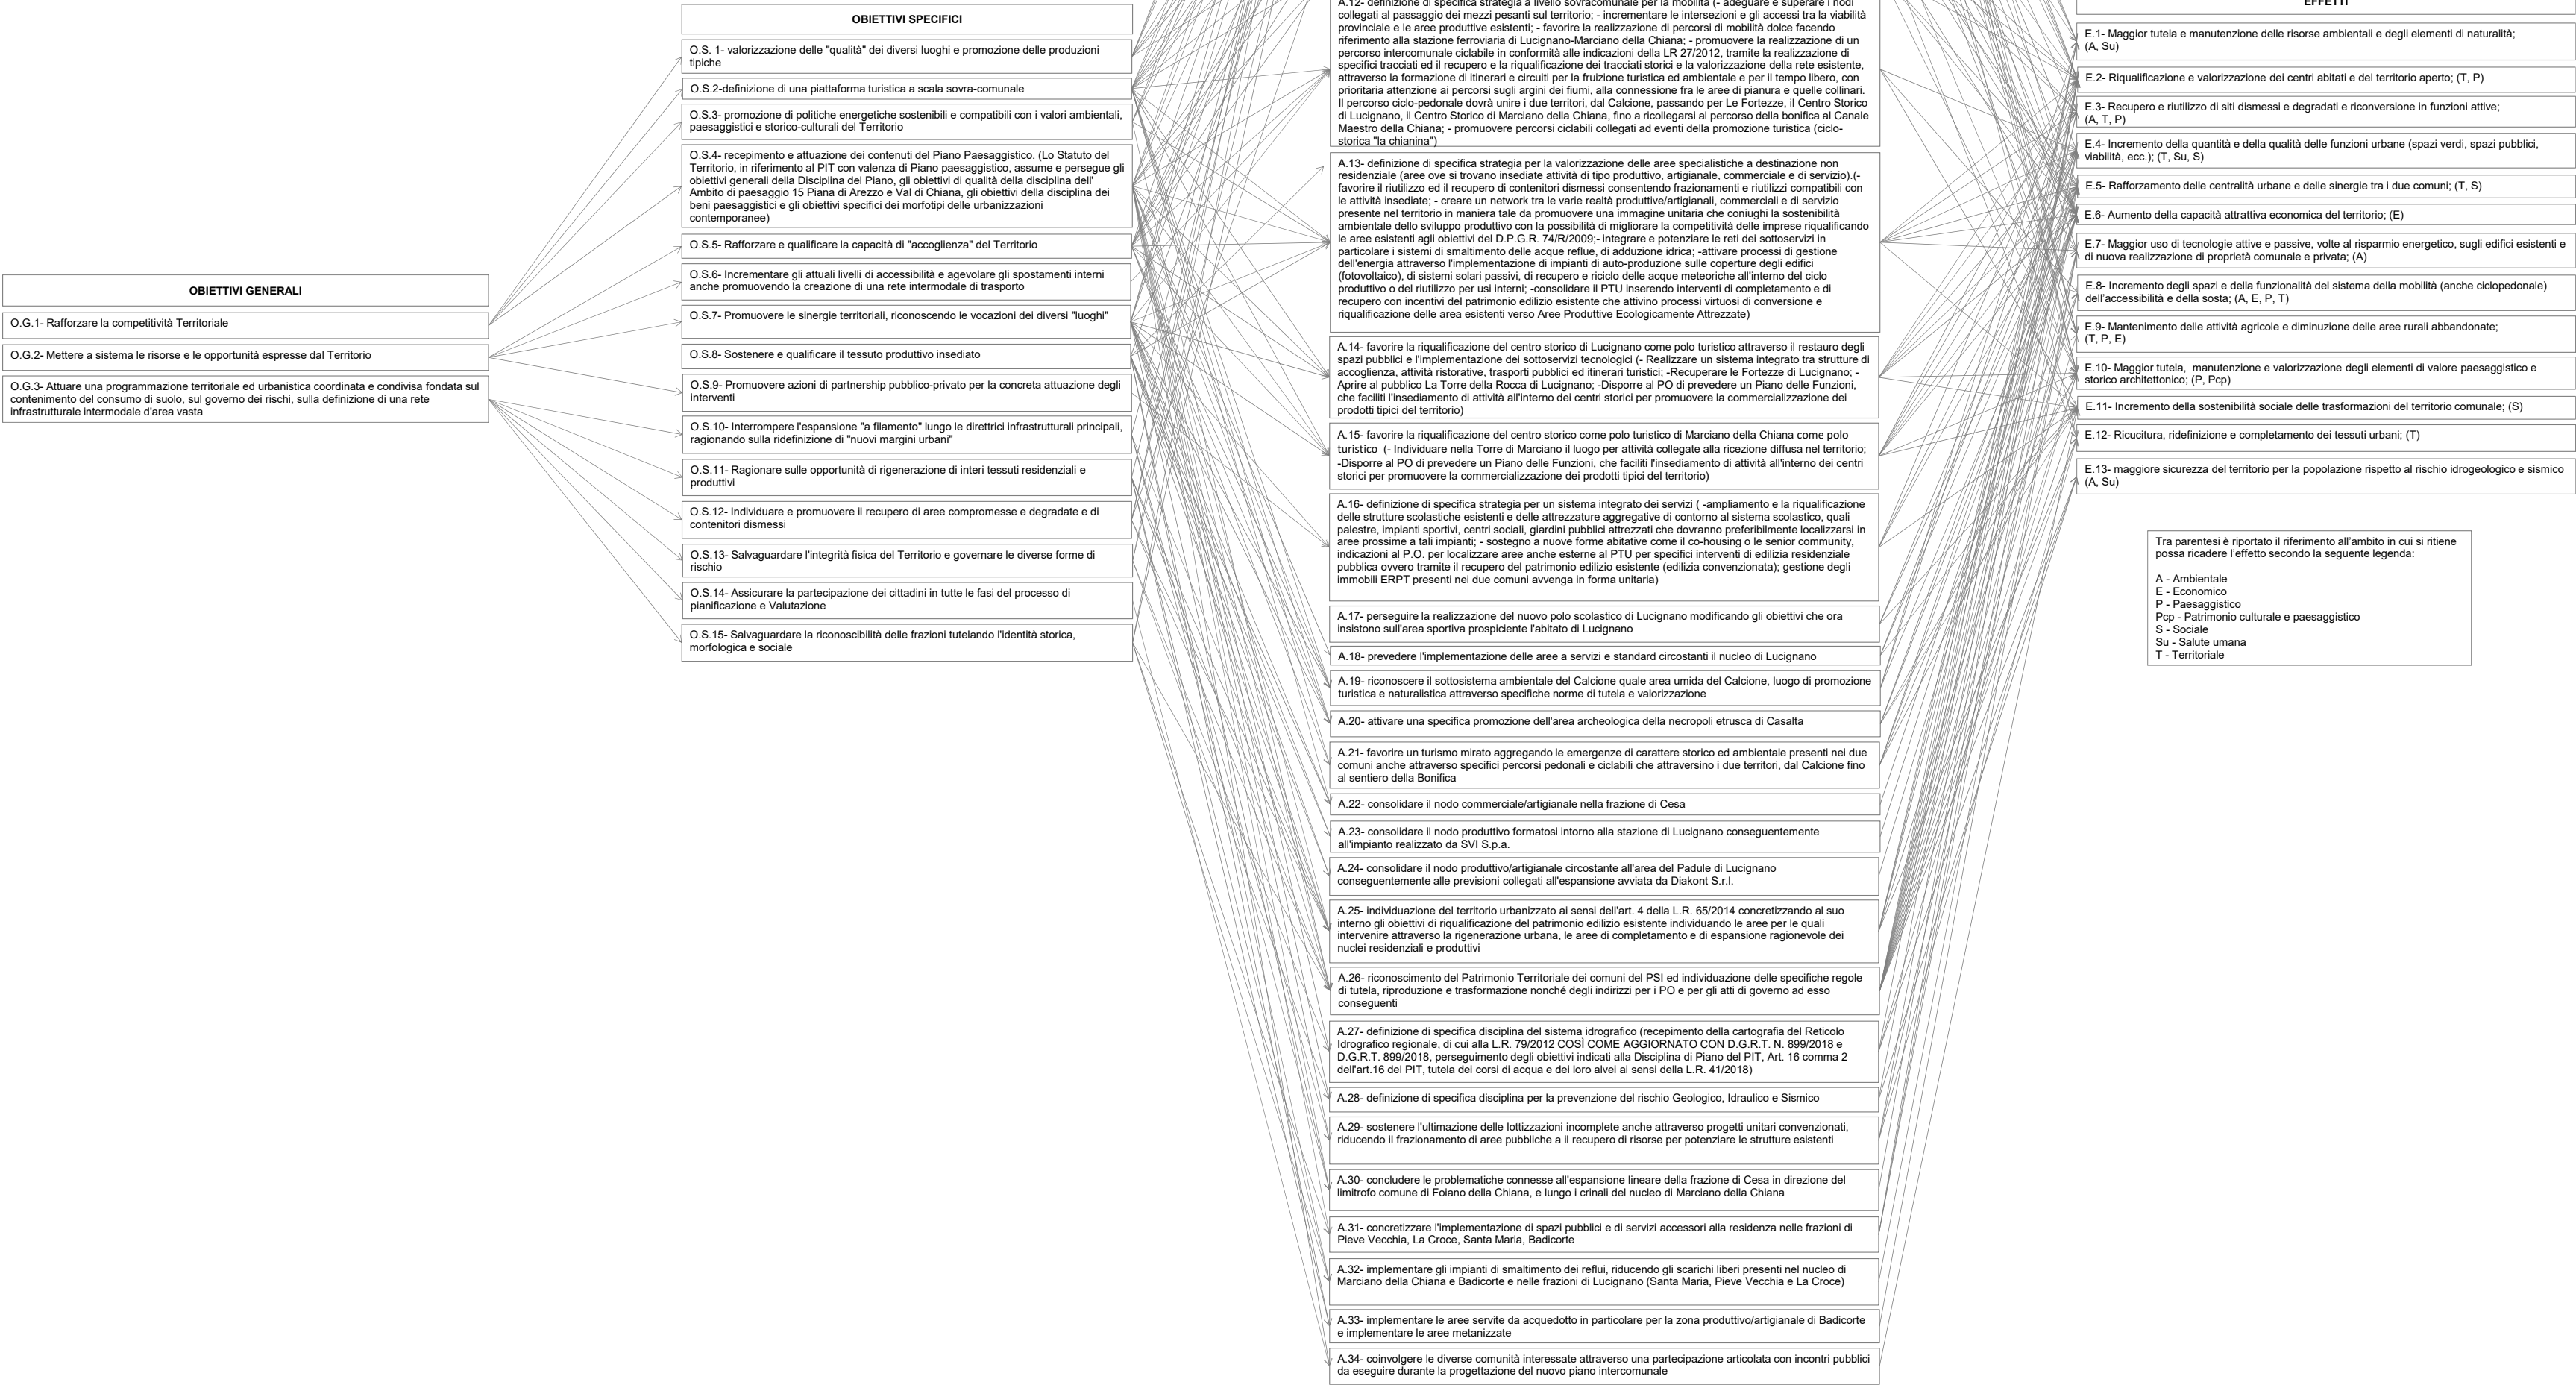 OBIETTIVI GENERALI
O.G.1- Rafforzare la competitività Territoriale
O.G.2- Mettere a sistema le risorse e le opportunità espresse dal Territorio
O.G.3- Attuare una programmazione territoriale ed urbanistica coordinata e condivisa fondata sul
contenimento del consumo di suolo, sul governo dei rischi, sulla definizione di una rete
infrastrutturale intermodale d'area vasta
OBIETTIVI SPECIFICI
O.S. 1- valorizzazione delle "qualità" dei diversi luoghi e promozione delle produzioni
tipiche
O.S.2-definizione di una piattaforma turistica a scala sovra-comunale
O.S.3- promozione di politiche energetiche sostenibili e compatibili con i valori ambientali,
paesaggistici e storico-culturali del Territorio
O.S.4- recepimento e attuazione dei contenuti del Piano Paesaggistico. (Lo Statuto del
Territorio, in riferimento al PIT con valenza di Piano paesaggistico, assume e persegue gli
obiettivi generali della Disciplina del Piano, gli obiettivi di qualità della disciplina dell'
Ambito di paesaggio 15 Piana di Arezzo e Val di Chiana, gli obiettivi della disciplina dei
beni paesaggistici e gli obiettivi specifici dei morfotipi delle urbanizzazioni
contemporanee)
O.S.5- Rafforzare e qualificare la capacità di "accoglienza" del Territorio
O.S.6- Incrementare gli attuali livelli di accessibilità e agevolare gli spostamenti interni
anche promuovendo la creazione di una rete intermodale di trasporto
O.S.7- Promuovere le sinergie territoriali, riconoscendo le vocazioni dei diversi "luoghi"
O.S.8- Sostenere e qualificare il tessuto produttivo insediato
O.S.9- Promuovere azioni di partnership pubblico-privato per la concreta attuazione degli
interventi
O.S.10- Interrompere l'espansione "a filamento" lungo le direttrici infrastrutturali principali,
ragionando sulla ridefinizione di "nuovi margini urbani"
O.S.11- Ragionare sulle opportunità di rigenerazione di interi tessuti residenziali e
produttivi
O.S.12- Individuare e promuovere il recupero di aree compromesse e degradate e di
contenitori dismessi
O.S.13- Salvaguardare l'integrità fisica del Territorio e governare le diverse forme di
rischio
O.S.14- Assicurare la partecipazione dei cittadini in tutte le fasi del processo di
pianificazione e Valutazione
O.S.15- Salvaguardare la riconoscibilità delle frazioni tutelando l'identità storica,
morfologica e sociale
A.12- definizione di specifica strategia a livello sovracomunale per la mobilità (- adeguare e superare i nodi
collegati al passaggio dei mezzi pesanti sul territorio; - incrementare le intersezioni e gli accessi tra la viabilità
provinciale e le aree produttive esistenti; - favorire la realizzazione di percorsi di mobilità dolce facendo
riferimento alla stazione ferroviaria di Lucignano-Marciano della Chiana; - promuovere la realizzazione di un
percorso intercomunale ciclabile in conformità alle indicazioni della LR 27/2012, tramite la realizzazione di
specifici tracciati ed il recupero e la riqualificazione dei tracciati storici e la valorizzazione della rete esistente,
attraverso la formazione di itinerari e circuiti per la fruizione turistica ed ambientale e per il tempo libero, con
prioritaria attenzione ai percorsi sugli argini dei fiumi, alla connessione fra le aree di pianura e quelle collinari.
Il percorso ciclo-pedonale dovrà unire i due territori, dal Calcione, passando per Le Fortezze, il Centro Storico
di Lucignano, il Centro Storico di Marciano della Chiana, fino a ricollegarsi al percorso della bonifica al Canale
Maestro della Chiana; - promuovere percorsi ciclabili collegati ad eventi della promozione turistica (ciclo-
storica "la chianina")
A.13- definizione di specifica strategia per la valorizzazione delle aree specialistiche a destinazione non
residenziale (aree ove si trovano insediate attività di tipo produttivo, artigianale, commerciale e di servizio).(-
favorire il riutilizzo ed il recupero di contenitori dismessi consentendo frazionamenti e riutilizzi compatibili con
le attività insediate; - creare un network tra le varie realtà produttive/artigianali, commerciali e di servizio
presente nel territorio in maniera tale da promuovere una immagine unitaria che coniughi la sostenibilità
ambientale dello sviluppo produttivo con la possibilità di migliorare la competitività delle imprese riqualificando
le aree esistenti agli obiettivi del D.P.G.R. 74/R/2009;- integrare e potenziare le reti dei sottoservizi in
particolare i sistemi di smaltimento delle acque reflue, di adduzione idrica; -attivare processi di gestione
dell'energia attraverso l'implementazione di impianti di auto-produzione sulle coperture degli edifici
(fotovoltaico), di sistemi solari passivi, di recupero e riciclo delle acque meteoriche all'interno del ciclo
produttivo o del riutilizzo per usi interni; -consolidare il PTU inserendo interventi di completamento e di
recupero con incentivi del patrimonio edilizio esistente che attivino processi virtuosi di conversione e
riqualificazione delle area esistenti verso Aree Produttive Ecologicamente Attrezzate)
A.14- favorire la riqualificazione del centro storico di Lucignano come polo turistico attraverso il restauro degli
spazi pubblici e l'implementazione dei sottoservizi tecnologici (- Realizzare un sistema integrato tra strutture di
accoglienza, attività ristorative, trasporti pubblici ed itinerari turistici; -Recuperare le Fortezze di Lucignano; -
Aprire al pubblico La Torre della Rocca di Lucignano; -Disporre al PO di prevedere un Piano delle Funzioni,
che faciliti l'insediamento di attività all'interno dei centri storici per promuovere la commercializzazione dei
prodotti tipici del territorio)
A.15- favorire la riqualificazione del centro storico come polo turistico di Marciano della Chiana come polo
turistico (- Individuare nella Torre di Marciano il luogo per attività collegate alla ricezione diffusa nel territorio;
-Disporre al PO di prevedere un Piano delle Funzioni, che faciliti l'insediamento di attività all'interno dei centri
storici per promuovere la commercializzazione dei prodotti tipici del territorio)
A.16- definizione di specifica strategia per un sistema integrato dei servizi ( -ampliamento e la riqualificazione
delle strutture scolastiche esistenti e delle attrezzature aggregative di contorno al sistema scolastico, quali
palestre, impianti sportivi, centri sociali, giardini pubblici attrezzati che dovranno preferibilmente localizzarsi in
aree prossime a tali impianti; - sostegno a nuove forme abitative come il co-housing o le senior community,
indicazioni al P.O. per localizzare aree anche esterne al PTU per specifici interventi di edilizia residenziale
pubblica ovvero tramite il recupero del patrimonio edilizio esistente (edilizia convenzionata); gestione degli
immobili ERPT presenti nei due comuni avvenga in forma unitaria)
A.17- perseguire la realizzazione del nuovo polo scolastico di Lucignano modificando gli obiettivi che ora
insistono sull'area sportiva prospiciente l'abitato di Lucignano
A.18- prevedere l'implementazione delle aree a servizi e standard circostanti il nucleo di Lucignano
A.19- riconoscere il sottosistema ambientale del Calcione quale area umida del Calcione, luogo di promozione
turistica e naturalistica attraverso specifiche norme di tutela e valorizzazione
A.20- attivare una specifica promozione dell'area archeologica della necropoli etrusca di Casalta
A.21- favorire un turismo mirato aggregando le emergenze di carattere storico ed ambientale presenti nei due
comuni anche attraverso specifici percorsi pedonali e ciclabili che attraversino i due territori, dal Calcione fino
al sentiero della Bonifica
A.22- consolidare il nodo commerciale/artigianale nella frazione di Cesa
A.23- consolidare il nodo produttivo formatosi intorno alla stazione di Lucignano conseguentemente
all'impianto realizzato da SVI S.p.a.
A.24- consolidare il nodo produttivo/artigianale circostante all'area del Padule di Lucignano
conseguentemente alle previsioni collegati all'espansione avviata da Diakont S.r.l.
A.25- individuazione del territorio urbanizzato ai sensi dell'art. 4 della L.R. 65/2014 concretizzando al suo
interno gli obiettivi di riqualificazione del patrimonio edilizio esistente individuando le aree per le quali
intervenire attraverso la rigenerazione urbana, le aree di completamento e di espansione ragionevole dei
nuclei residenziali e produttivi
A.26- riconoscimento del Patrimonio Territoriale dei comuni del PSI ed individuazione delle specifiche regole
di tutela, riproduzione e trasformazione nonché degli indirizzi per i PO e per gli atti di governo ad esso
conseguenti
A.27- definizione di specifica disciplina del sistema idrografico (recepimento della cartografia del Reticolo
Idrografico regionale, di cui alla L.R. 79/2012 COSÌ COME AGGIORNATO CON D.G.R.T. N. 899/2018 e
D.G.R.T. 899/2018, perseguimento degli obiettivi indicati alla Disciplina di Piano del PIT, Art. 16 comma 2
dell'art.16 del PIT, tutela dei corsi di acqua e dei loro alvei ai sensi della L.R. 41/2018)
A.28- definizione di specifica disciplina per la prevenzione del rischio Geologico, Idraulico e Sismico
A.29- sostenere l'ultimazione delle lottizzazioni incomplete anche attraverso progetti unitari convenzionati,
riducendo il frazionamento di aree pubbliche a il recupero di risorse per potenziare le strutture esistenti
A.30- concludere le problematiche connesse all'espansione lineare della frazione di Cesa in direzione del
limitrofo comune di Foiano della Chiana, e lungo i crinali del nucleo di Marciano della Chiana
A.31- concretizzare l'implementazione di spazi pubblici e di servizi accessori alla residenza nelle frazioni di
Pieve Vecchia, La Croce, Santa Maria, Badicorte
A.32- implementare gli impianti di smaltimento dei reflui, riducendo gli scarichi liberi presenti nel nucleo di
Marciano della Chiana e Badicorte e nelle frazioni di Lucignano (Santa Maria, Pieve Vecchia e La Croce)
A.33- implementare le aree servite da acquedotto in particolare per la zona produttivo/artigianale di Badicorte
e implementare le aree metanizzate
A.34- coinvolgere le diverse comunità interessate attraverso una partecipazione articolata con incontri pubblici
da eseguire durante la progettazione del nuovo piano intercomunale
EFFETTI
E.1- Maggior tutela e manutenzione delle risorse ambientali e degli elementi di naturalità;
(A, Su)
E.2- Riqualificazione e valorizzazione dei centri abitati e del territorio aperto; (T, P)
E.3- Recupero e riutilizzo di siti dismessi e degradati e riconversione in funzioni attive;
(A, T, P)
E.4- Incremento della quantità e della qualità delle funzioni urbane (spazi verdi, spazi pubblici,
viabilità, ecc.); (T, Su, S)
E.5- Rafforzamento delle centralità urbane e delle sinergie tra i due comuni; (T, S)
E.6- Aumento della capacità attrattiva economica del territorio; (E)
E.7- Maggior uso di tecnologie attive e passive, volte al risparmio energetico, sugli edifici esistenti e
di nuova realizzazione di proprietà comunale e privata; (A)
E.8- Incremento degli spazi e della funzionalità del sistema della mobilità (anche ciclopedonale)
dell'accessibilità e della sosta; (A, E, P, T)
E.9- Mantenimento delle attività agricole e diminuzione delle aree rurali abbandonate;
(T, P, E)
E.10- Maggior tutela, manutenzione e valorizzazione degli elementi di valore paesaggistico e
storico architettonico; (P, Pcp)
E.11- Incremento della sostenibilità sociale delle trasformazioni del territorio comunale; (S)
E.12- Ricucitura, ridefinizione e completamento dei tessuti urbani; (T)
E.13- maggiore sicurezza del territorio per la popolazione rispetto al rischio idrogeologico e sismico
(A, Su)
Tra parentesi è riportato il riferimento all'ambito in cui si ritiene
possa ricadere l'effetto secondo la seguente legenda:
A - Ambientale
E - Economico
P - Paesaggistico
Pcp - Patrimonio culturale e paesaggistico
S - Sociale
Su - Salute umana
T - Territoriale